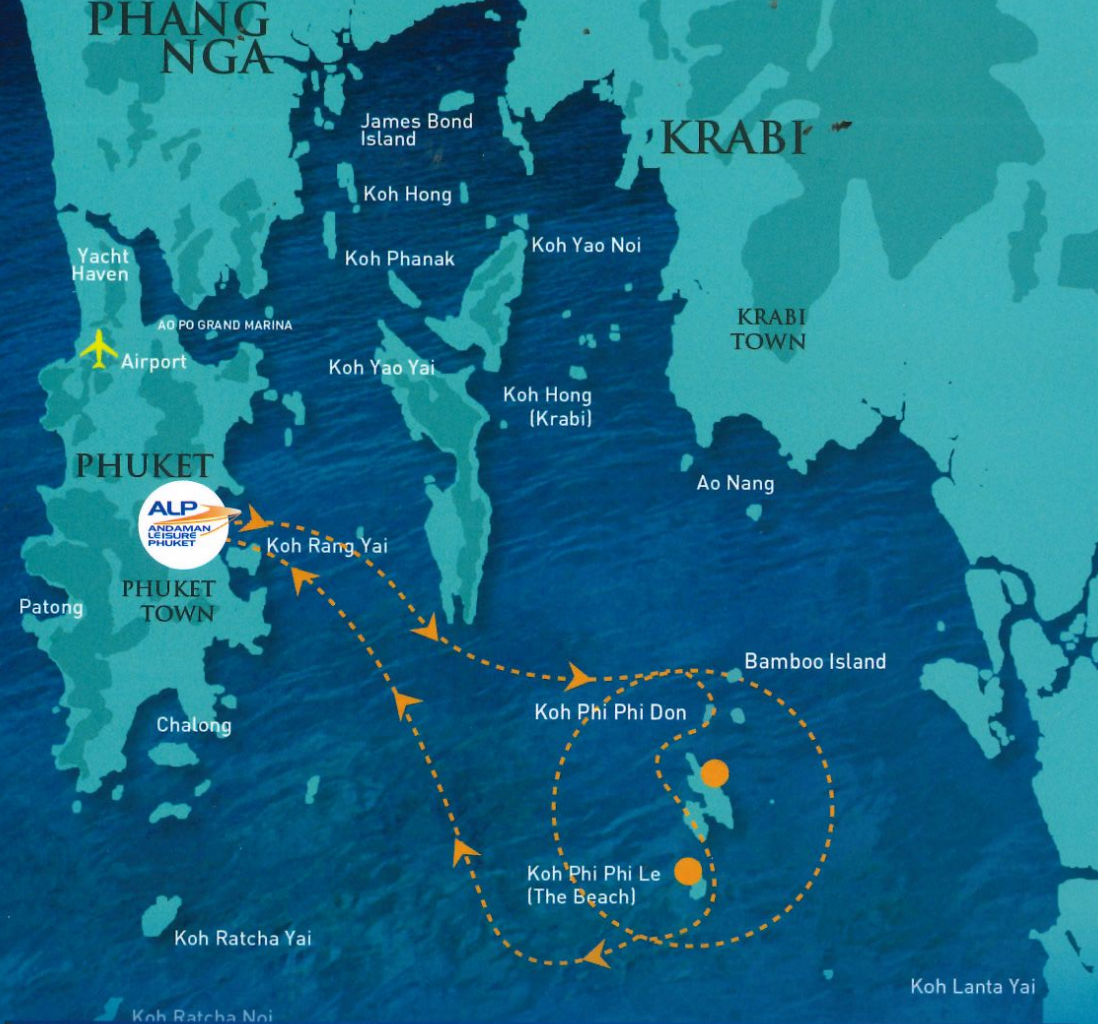 PHANG
NGA
James Bond
Island
KRABI
Koh Hong
Koh Yao Noi
Yacht
Haven
Koh Phanak
AO PO GRAND MARINA
KRABI
TOWN
Airport
Koh Yao Yai
Koh Hong
(Krabi)
PHUKET
Ao Nang
ALP
ANDAMAN
LEISURE
PHUKET
Koh Rang Yai
PHUKET
TOWN
Patong
Bamboo Island
Koh Phi Phi Don
Chalong
Koh Phi Phi Le
(The Beach)
Koh Ratcha Yai
Koh Lanta Yai
Koh Ratcha Noi